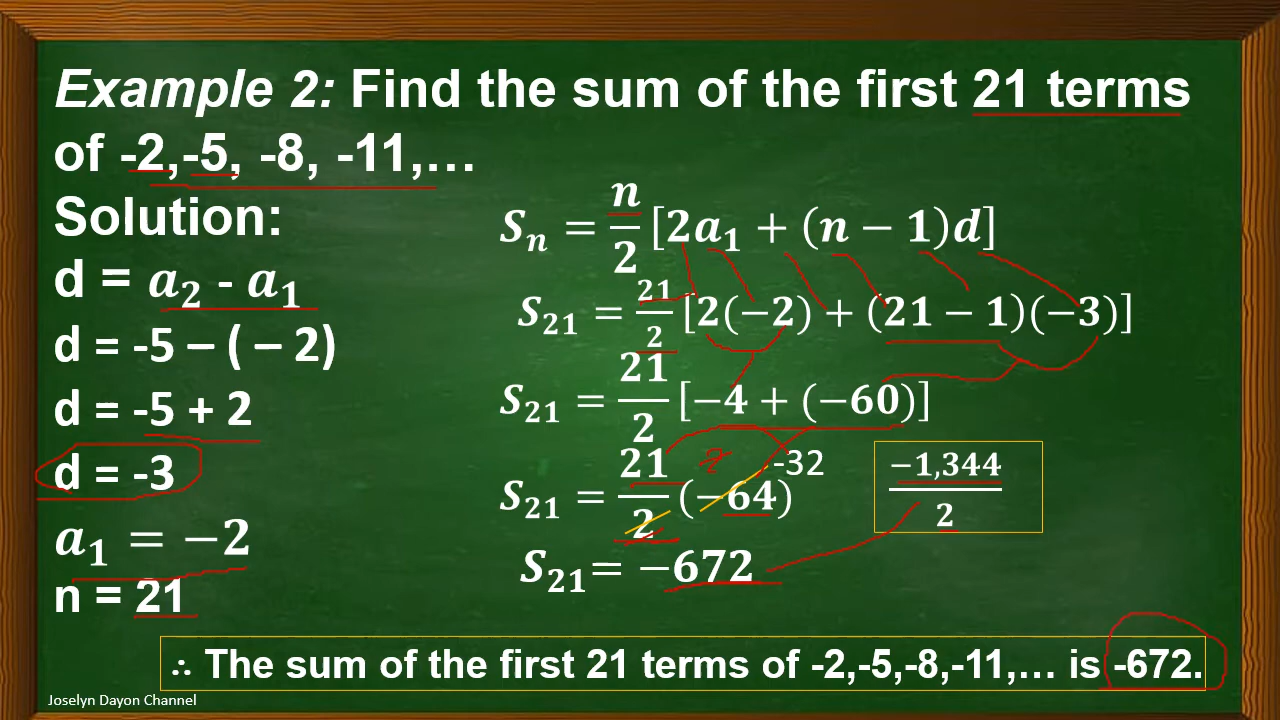 Example 2: Find the sum of the first 21 terms
of -2,-5, -8, -11,…
Solution:
d = a₂ - a₁
d = -5 – ( – 2)
d = -5 + 2
d = -3
a₁ = −2
n = 21
Sₙ = n/2 [2a₁ + (n − 1)d]
S₂₁ = 21/2 [2(−2) + (21 − 1)(−3)]
S₂₁ = 21/2 [−4 + (−60)]
S₂₁ = 21/2 (−64) -32
S₂₁= −672
−1,344/2
∴ The sum of the first 21 terms of -2,-5,-8,-11,… is -672.
Joselyn Dayon Channel